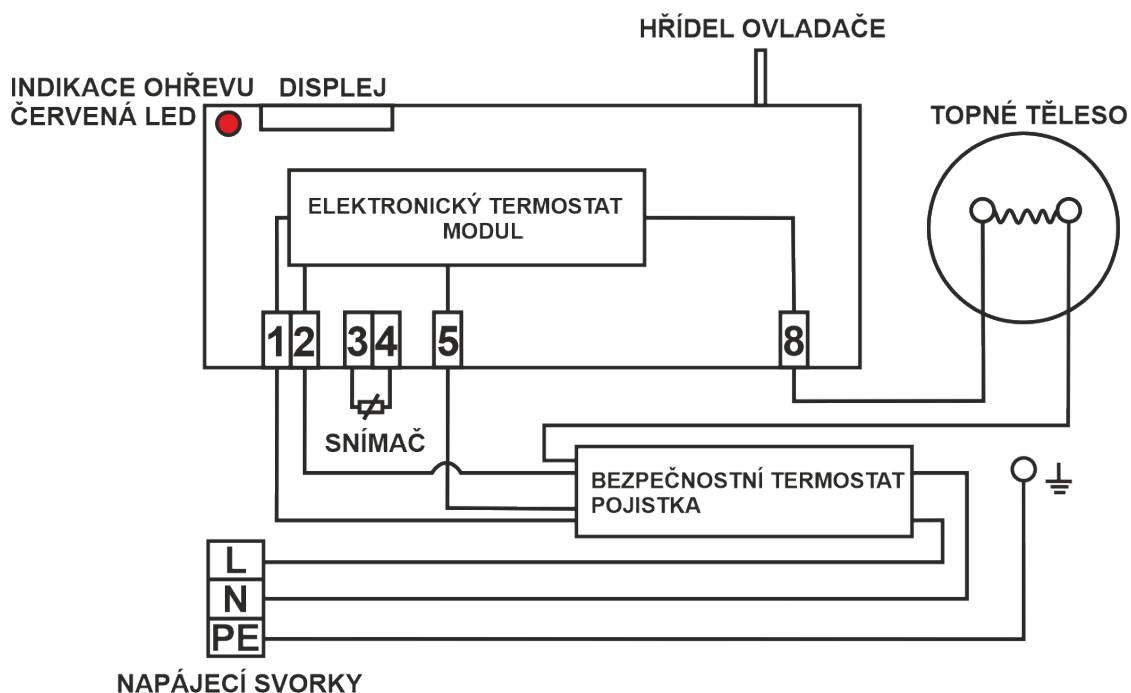 HŘÍDEL OVLADAČE
INDIKACE OHŘEVU
ČERVENÁ LED
DISPLEJ
TOPNÉ TĚLESO
ELEKTRONICKÝ TERMOSTAT
MODUL
1 2 3 4 5 8
SNÍMAČ
BEZPEČNOSTNÍ TERMOSTAT
POJISTKA
L
N
PE
NAPÁJECÍ SVORKY